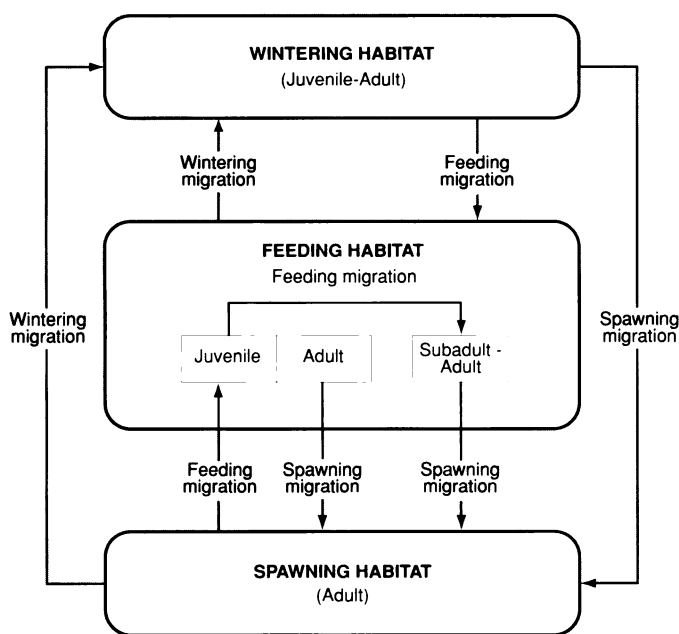 WINTERING HABITAT
(Juvenile-Adult)
Wintering
migration
Feeding
migration
FEEDING HABITAT
Feeding migration
Wintering
migration
Spawning
migration
Juvenile
Adult
Subadult -
Adult
Feeding
migration
Spawning
migration
Spawning
migration
SPAWNING HABITAT
(Adult)